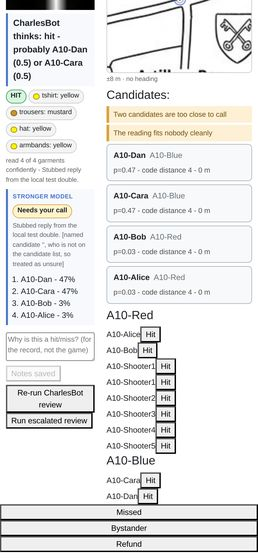 CharlesBot
thinks: hit -
probably A10-Dan
(0.5) or A10-Cara
(0.5)
HIT
tshirt: yellow
trousers: mustard
hat: yellow
armbands: yellow
read 4 of 4 garments
confidently - Stubbed reply
from the local test double.
STRONGER MODEL
Needs your call
Stubbed reply from the
local test double. [named
candidate '', who is not on
the candidate list, so
treated as unsure]
1. A10-Dan - 47%
2. A10-Cara - 47%
3. A10-Bob - 3%
4. A10-Alice - 3%
Why is this a hit/miss? (for
the record, not the game)
Notes saved
Re-run CharlesBot
review
Run escalated review
±8 m · no heading
Candidates:
Two candidates are too close to call
The reading fits nobody cleanly
A10-Dan A10-Blue
p=0.47 - code distance 4 - 0 m
A10-Cara A10-Blue
p=0.47 - code distance 4 - 0 m
A10-Bob A10-Red
p=0.03 - code distance 4 - 0 m
A10-Alice A10-Red
p=0.03 - code distance 4 - 0 m
A10-Red
A10-Alice Hit
A10-Bob Hit
A10-Shooter1 Hit
A10-Shooter1 Hit
A10-Shooter2 Hit
A10-Shooter3 Hit
A10-Shooter4 Hit
A10-Shooter5 Hit
A10-Blue
A10-Cara Hit
A10-Dan Hit
Missed
Bystander
Refund